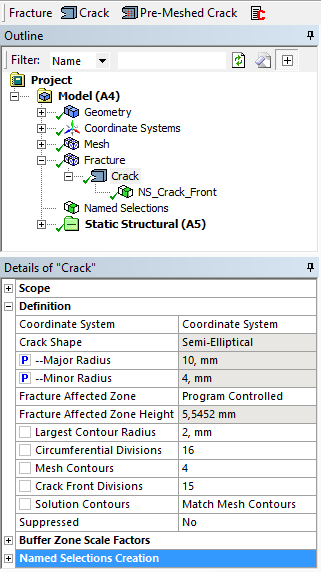 Fracture Crack Pre-Meshed Crack
Outline
Filter: Name
Project
Model (A4)
Geometry
Coordinate Systems
Mesh
Fracture
Crack
NS_Crack_Front
Named Selections
Static Structural (A5)
Details of "Crack"
Scope
Definition
Coordinate System Coordinate System
Crack Shape Semi-Elliptical
P --Major Radius 10, mm
P --Minor Radius 4, mm
Fracture Affected Zone Program Controlled
Fracture Affected Zone Height 5,5452 mm
Largest Contour Radius 2, mm
Circumferential Divisions 16
Mesh Contours 4
Crack Front Divisions 15
Solution Contours Match Mesh Contours
Suppressed No
Buffer Zone Scale Factors
Named Selections Creation